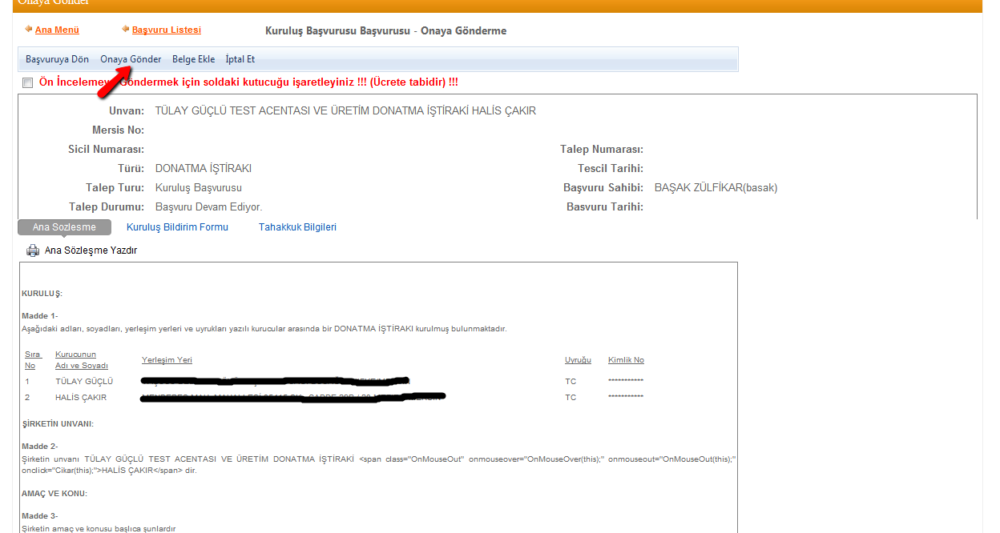 Onaya Gönder
Ana Menü Başvuru Listesi Kuruluş Başvurusu Başvurusu - Onaya Gönderme
Başvuruya Dön Onaya Gönder Belge Ekle İptal Et
Ön İncelemeye Göndermek için soldaki kutucuğu işaretleyiniz !!! (Ücrete tabidir) !!!
Unvan: TÜLAY GÜÇLÜ TEST ACENTASI VE ÜRETİM DONATMA İŞTİRAKİ HALİS ÇAKIR
Mersis No:
Sicil Numarası: Talep Numarası:
Türü: DONATMA İŞTİRAKI Tescil Tarihi:
Talep Turu: Kuruluş Başvurusu Başvuru Sahibi: BAŞAK ZÜLFİKAR(basak)
Talep Durumu: Başvuru Devam Ediyor. Basvuru Tarihi:
Ana Sozlesme Kuruluş Bildirim Formu Tahakkuk Bilgileri
Ana Sözleşme Yazdır
KURULUŞ:
Madde 1-
Aşağıdaki adları, soyadları, yerleşim yerleri ve uyrukları yazılı kurucular arasında bir DONATMA İŞTİRAKI kurulmuş bulunmaktadır.
Sıra No Kurucunun Adı ve Soyadı Yerleşim Yeri Uyruğu Kimlik No
1 TÜLAY GÜÇLÜ TC ***********
2 HALİS ÇAKIR TC ***********
ŞİRKETİN UNVANI:
Madde 2-
Şirketin unvanı TÜLAY GÜÇLÜ TEST ACENTASI VE ÜRETİM DONATMA İŞTİRAKİ <span class="OnMouseOut" onmouseover="OnMouseOver(this);" onmouseout="OnMouseOut(this);"
onclick="Cikar(this);">HALİS ÇAKIR</span> dir.
AMAÇ VE KONU:
Madde 3-
Şirketin amaç ve konusu başlıca şunlardır